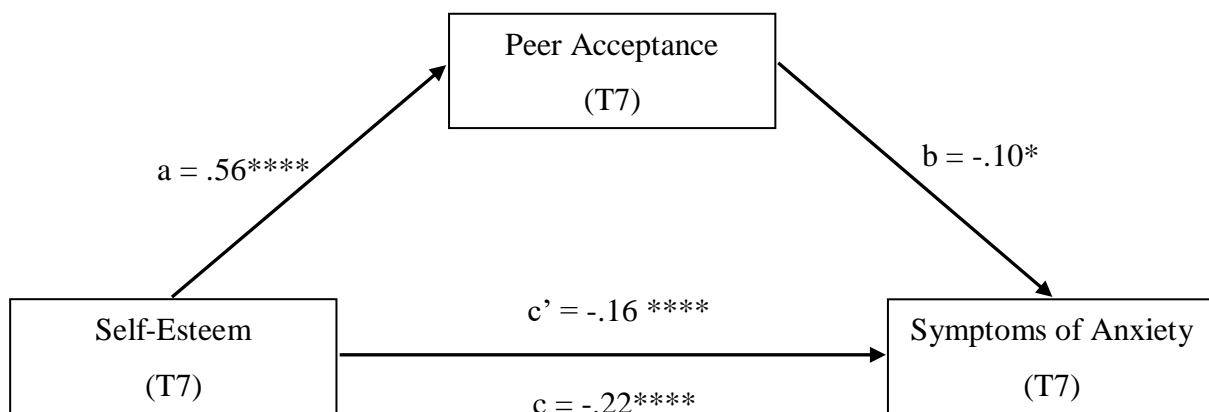 Peer Acceptance
(T7)
a = .56****
b = -.10*
c’ = -.16 ****
Self-Esteem
(T7)
Symptoms of Anxiety
(T7)
c = -.22****